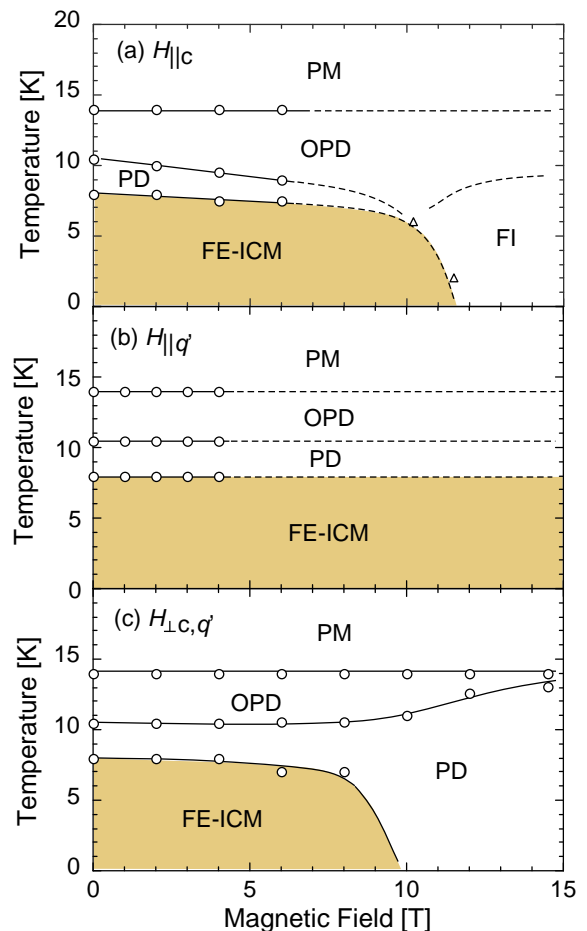 20
(a) H||c
PM
15
Temperature [K]
OPD
10
PD
5
FE-ICM
FI
0
(b) H||q'
PM
15
Temperature [K]
OPD
10
PD
5
FE-ICM
0
(c) H⊥c,q'
PM
15
Temperature [K]
OPD
10
PD
5
FE-ICM
0
0 5 10 15
Magnetic Field [T]